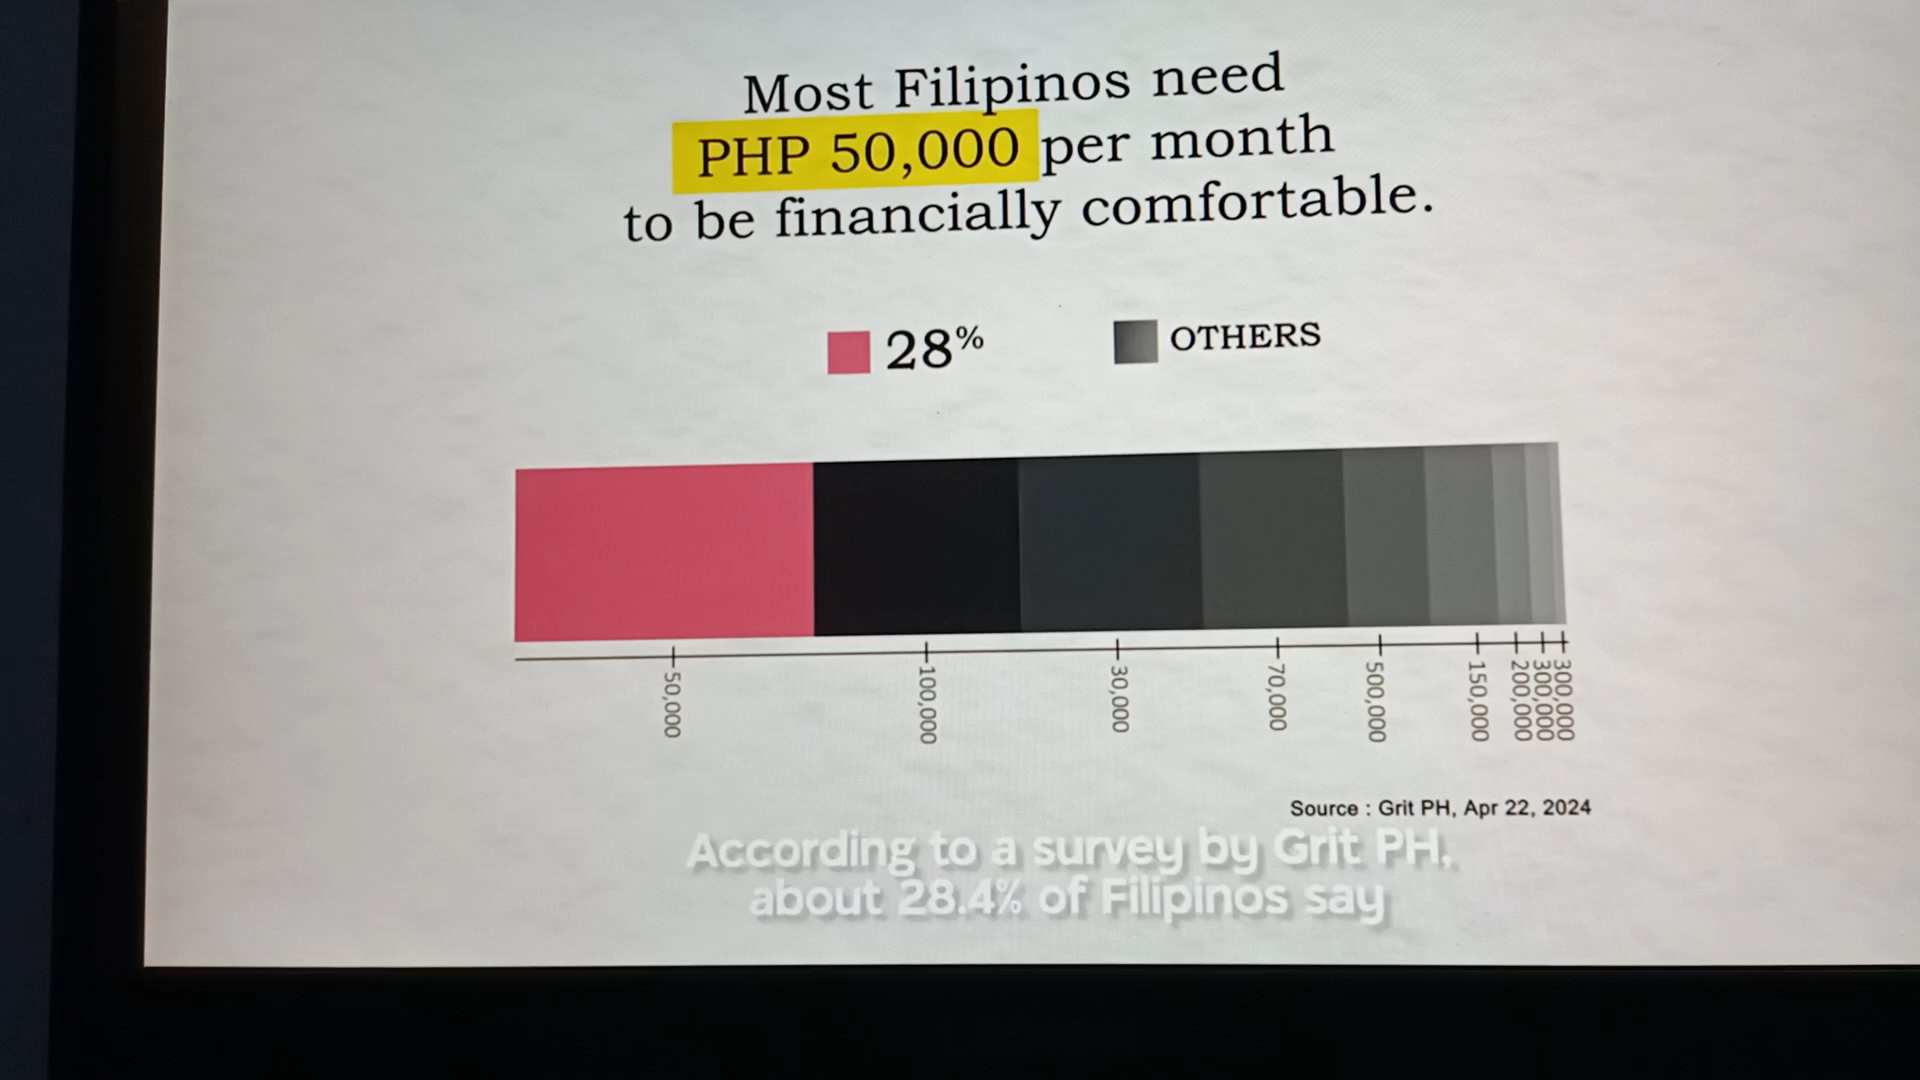 Most Filipinos need
PHP 50,000 per month
to be financially comfortable.
28%
OTHERS
50,000
100,000
30,000
70,000
500,000
150,000
200,000
300,000
300,000
Source : Grit PH, Apr 22, 2024
According to a survey by Grit PH,
about 28.4% of Filipinos say